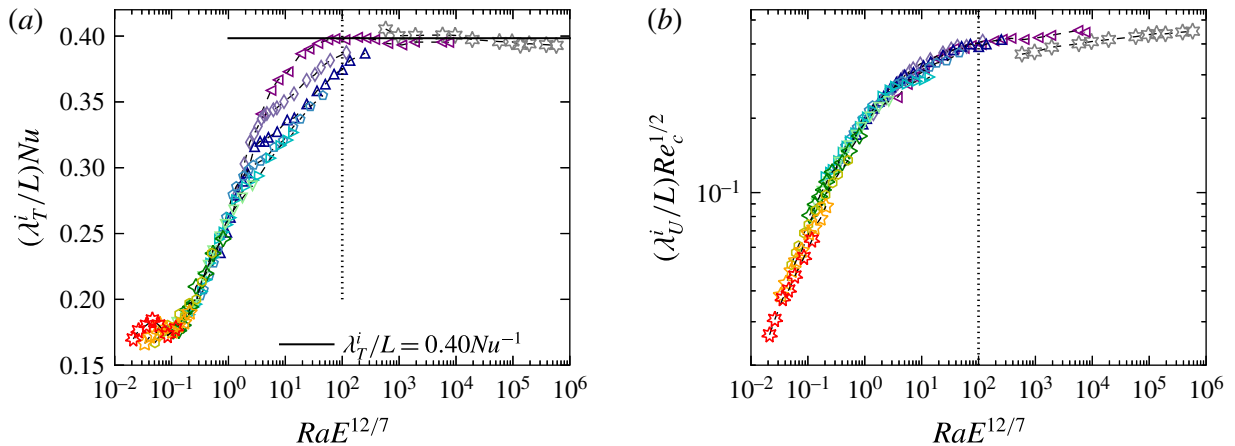 (a)
(b)
0.40
0.35
0.30
0.25
0.20
0.15
(λ_T^i/L)Nu
λ_T^i/L = 0.40Nu^{−1}
10^{−2} 10^{−1} 10^0 10^1 10^2 10^3 10^4 10^5 10^6
RaE^{12/7}
(λ_U^i/L)Re_c^{1/2}
10^{−1}
10^{−2} 10^{−1} 10^0 10^1 10^2 10^3 10^4 10^5 10^6
RaE^{12/7}